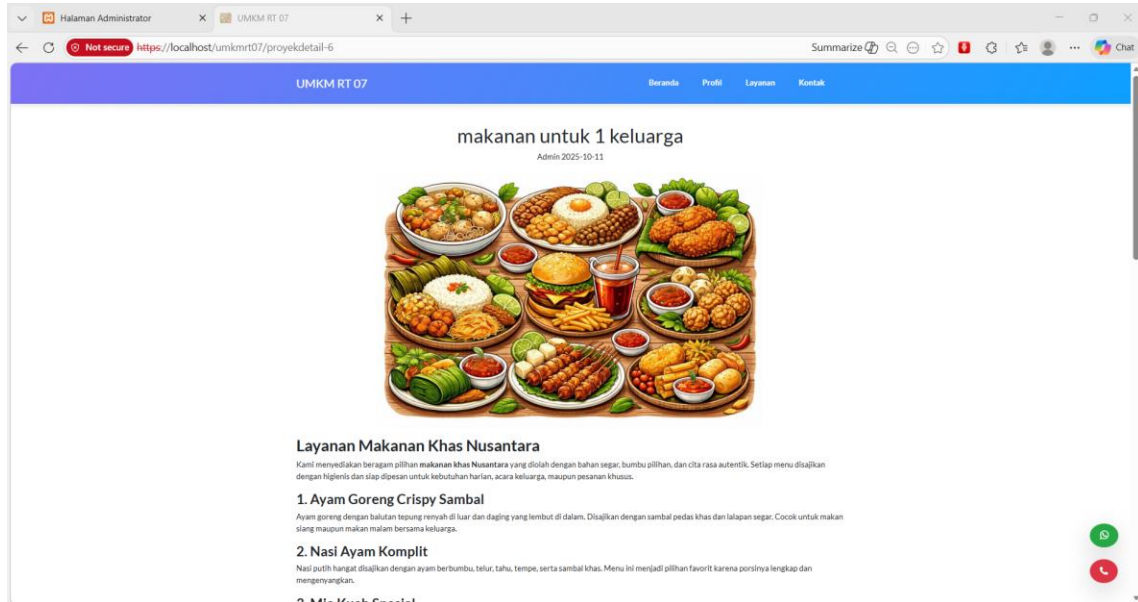 Halaman Administrator
UMKM RT 07
Not secure https://localhost/umkmrt07/proyekdetail-6
Summarize
Chat
UMKM RT 07
Beranda Profil Layanan Kontak
makanan untuk 1 keluarga
Admin 2025-10-11
Layanan Makanan Khas Nusantara
Kami menyediakan beragam pilihan makanan khas Nusantara yang diolah dengan bahan segar, bumbu pilihan, dan cita rasa autentik. Setiap menu disajikan
dengan higienis dan siap dipesan untuk kebutuhan harian, acara keluarga, maupun pesanan khusus.
1. Ayam Goreng Crispy Sambal
Ayam goreng dengan balutan tepung renyah di luar dan daging yang lembut di dalam. Disajikan dengan sambal pedas khas dan lalapan segar. Cocok untuk makan
siang maupun makan malam bersama keluarga.
2. Nasi Ayam Komplit
Nasi putih hangat disajikan dengan ayam berbumbu, telur, tahu, tempe, serta sambal khas. Menu ini menjadi pilihan favorit karena porsinya lengkap dan
mengenyangkan.
3. Mie Kuah Spesial